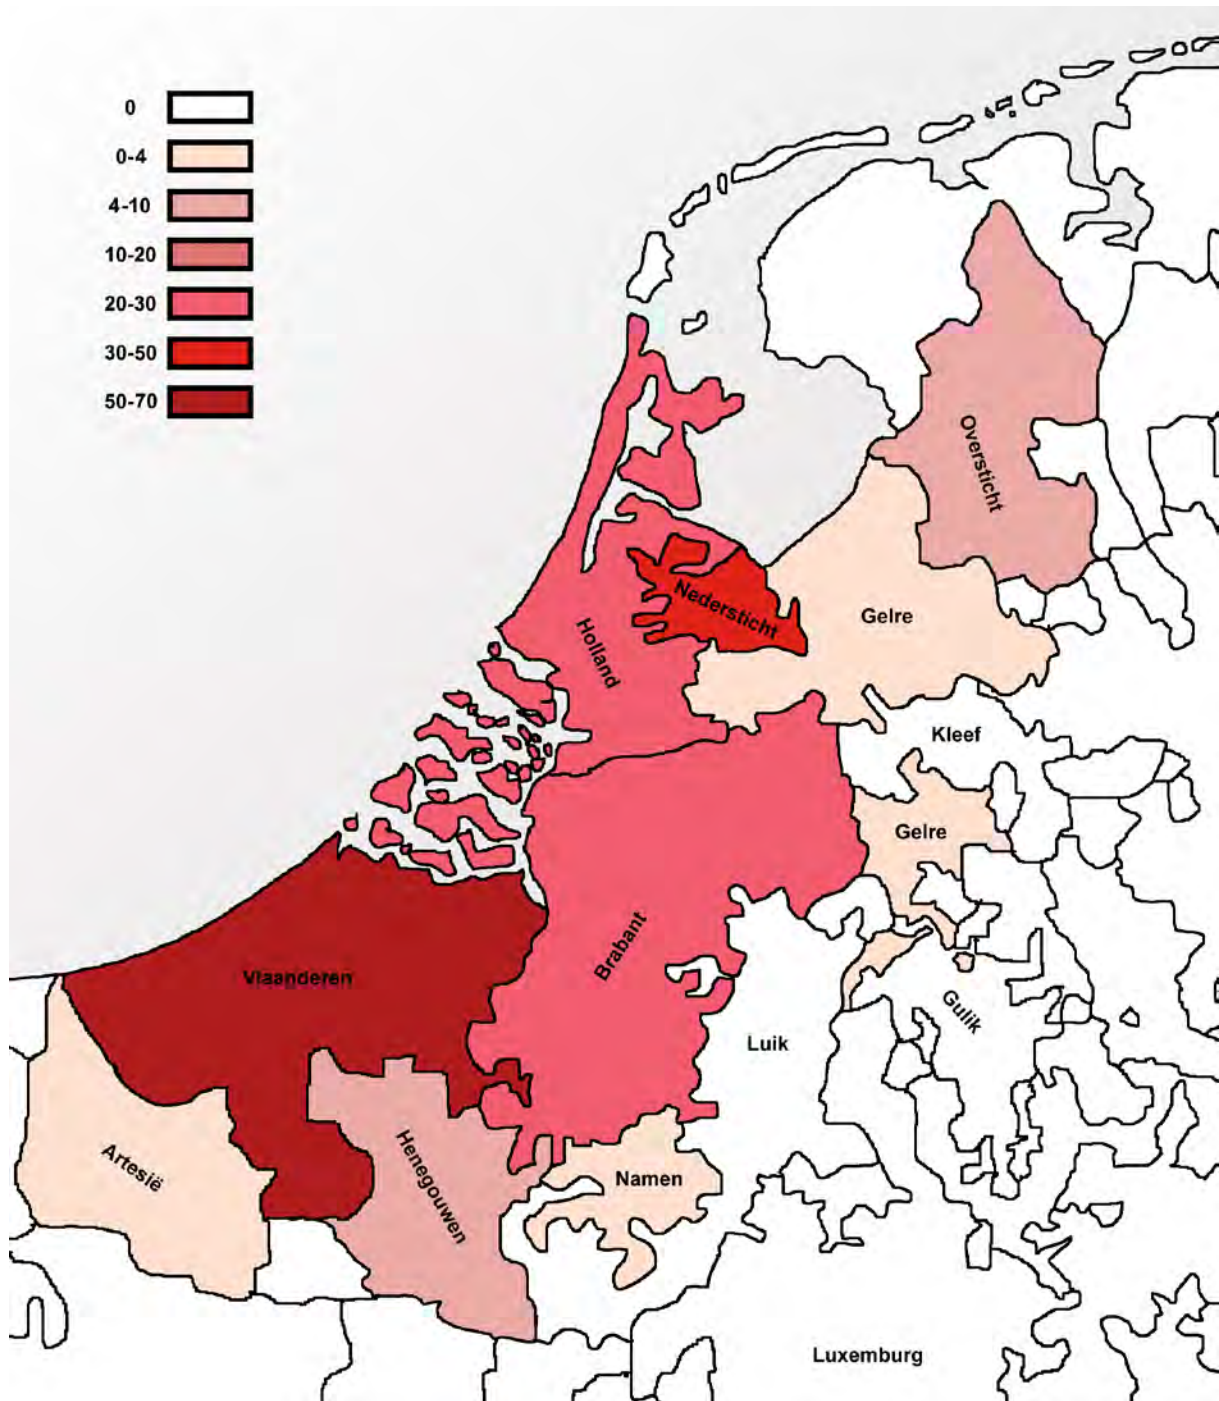 0
0-4
4-10
10-20
20-30
30-50
50-70
Oversticht
Nedersticht
Gelre
Holland
Kleef
Gelre
Brabant
Vlaanderen
Gulik
Luik
Artesië
Henegouwen
Namen
Luxemburg